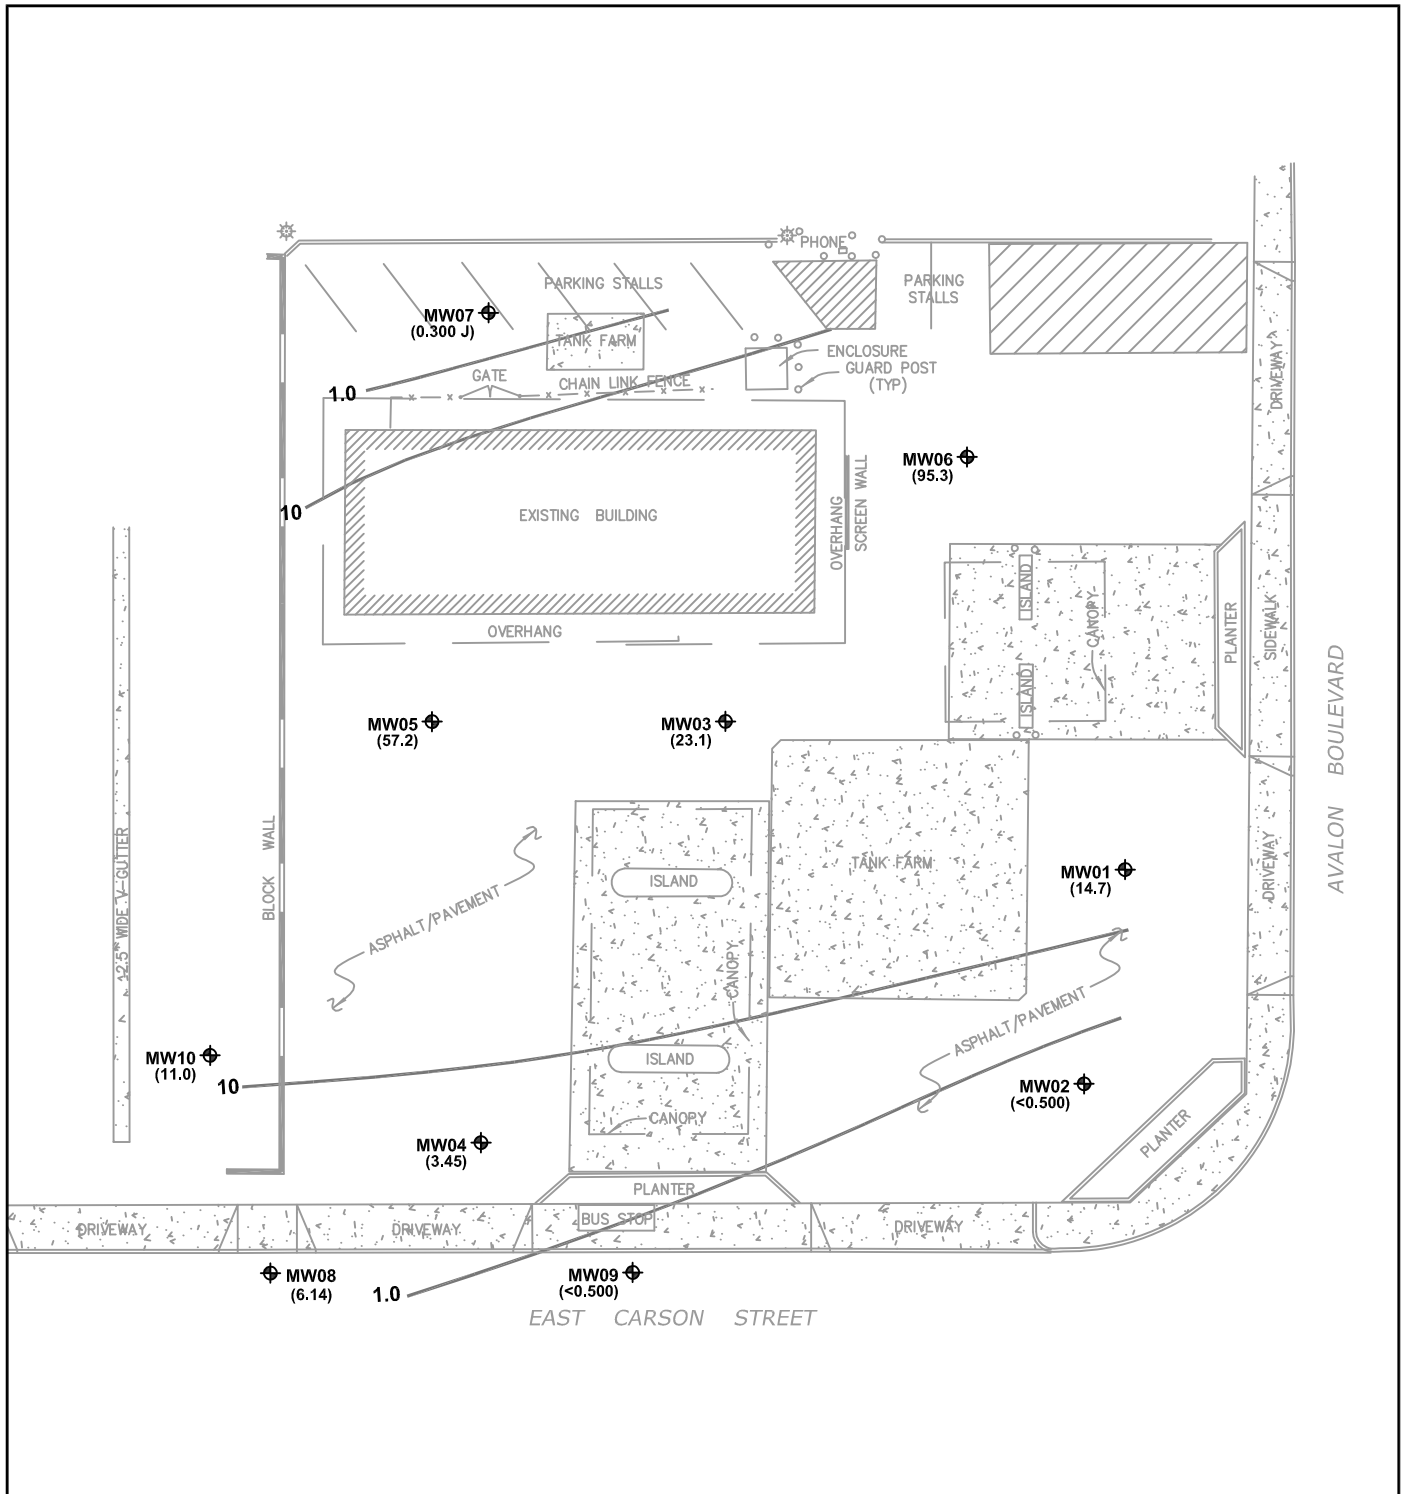 PHONE
PARKING STALLS
PARKING
STALLS
MW07
(0.300 J)
TANK FARM
ENCLOSURE
GUARD POST
(TYP)
GATE
CHAIN LINK FENCE
1.0
DRIVEWAY
MW06
(95.3)
10
EXISTING BUILDING
OVERHANG
SCREEN WALL
ISLAND
CANOPY
ISLAND
PLANTER
SIDEWALK
OVERHANG
AVALON BOULEVARD
MW05
(57.2)
MW03
(23.1)
2.5" WIDE V-GUTTER
BLOCK WALL
ISLAND
TANK FARM
MW01
(14.7)
DRIVEWAY
ASPHALT/PAVEMENT
CANOPY
ASPHALT/PAVEMENT
MW10
(11.0)
10
ISLAND
MW02
(<0.500)
CANOPY
MW04
(3.45)
PLANTER
PLANTER
DRIVEWAY
DRIVEWAY
BUS STOP
DRIVEWAY
MW08
(6.14)
1.0
MW09
(<0.500)
EAST CARSON STREET